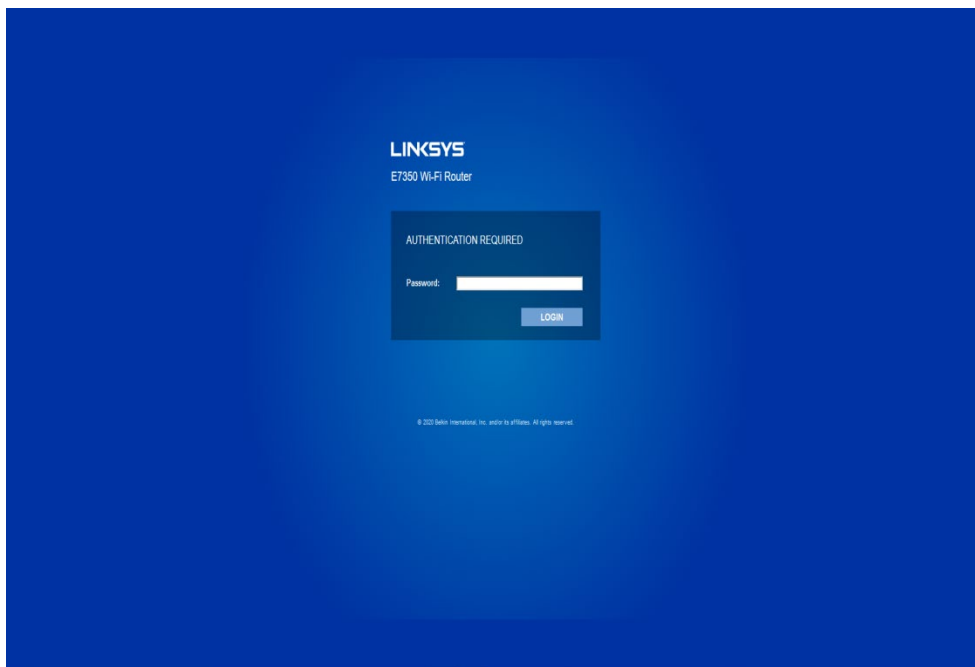 LINKSYS
E7350 Wi-Fi Router
AUTHENTICATION REQUIRED
Password:
LOGIN
© 2020 Belkin International, Inc. and/or its affiliates. All rights reserved.